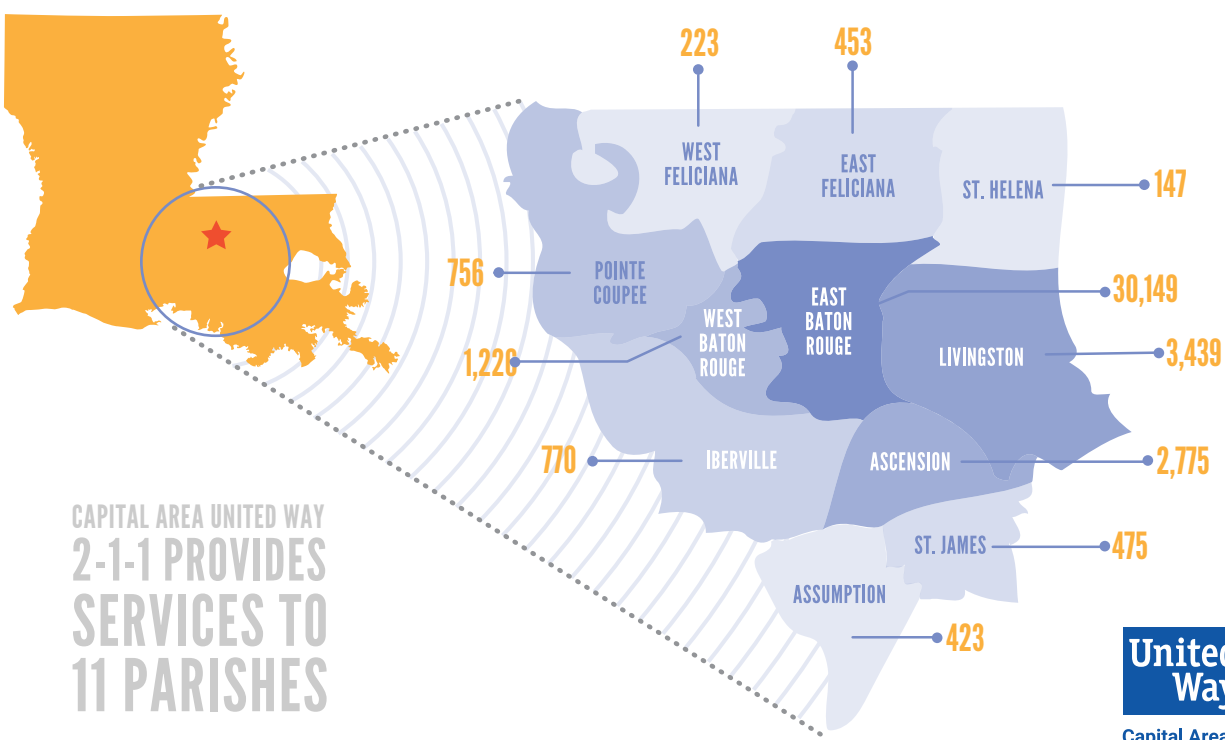 223
453
WEST
FELICIANA
EAST
FELICIANA
ST. HELENA
147
756
POINTE
COUPEE
EAST
BATON
ROUGE
30,149
WEST
BATON
ROUGE
LIVINGSTON
3,439
770
IBERVILLE
ASCENSION
2,775
CAPITAL AREA UNITED WAY
2-1-1 PROVIDES
SERVICES TO
11 PARISHES
ST. JAMES
475
ASSUMPTION
423
United
Way
Capital Area